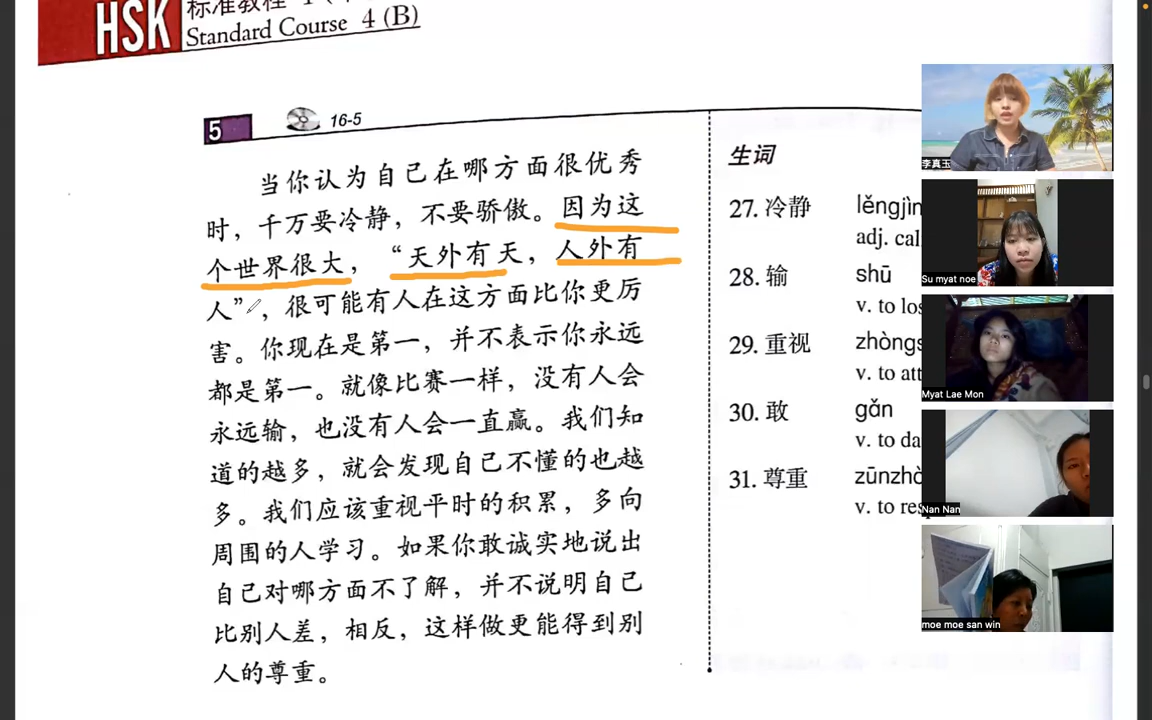 HSK
标准教程
Standard Course 4 (B)
5
16-5
当你认为自己在哪方面很优秀
时，千万要冷静，不要骄傲。因为这
个世界很大，“天外有天，人外有
人”，很可能有人在这方面比你更厉
害。你现在是第一，并不表示你永远
都是第一。就像比赛一样，没有人会
永远输，也没有人会一直赢。我们知
道的越多，就会发现自己不懂的也越
多。我们应该重视平时的积累，多向
周围的人学习。如果你敢诚实地说出
自己对哪方面不了解，并不说明自己
比别人差，相反，这样做更能得到别
人的尊重。
生词
27. 冷静 lěngjìn
adj. cal
28. 输 shū
v. to los
29. 重视 zhòngs
v. to att
30. 敢 gǎn
v. to da
31. 尊重 zūnzhò
v. to res
李真玉
Su myat noe
Myat Lae Mon
Nan Nan
moe moe san win